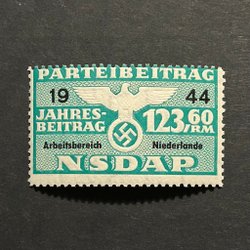 PARTEIBEITRAG
19 44
JAHRES-
BEITRAG
123.60
/RM
Arbeitsbereich Niederlande
NSDAP